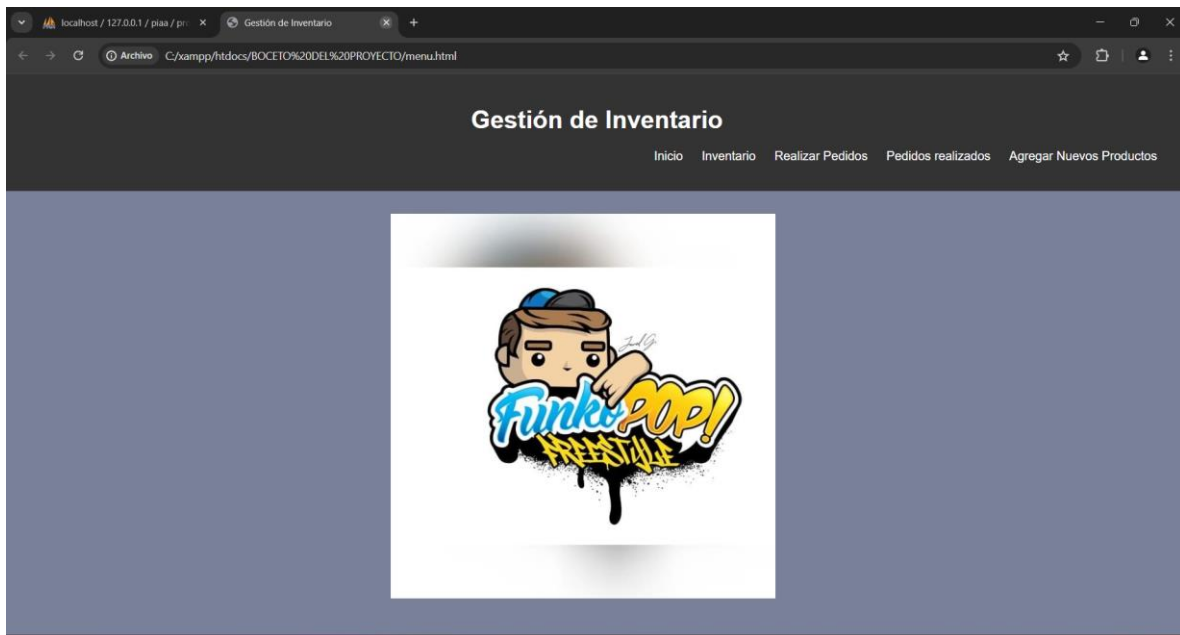 localhost / 127.0.0.1 / piaa / pr
Gestión de Inventario
Archivo C:/xampp/htdocs/BOCETO%20DEL%20PROYECTO/menu.html
Gestión de Inventario
Inicio Inventario Realizar Pedidos Pedidos realizados Agregar Nuevos Productos
Funko POP!
FREESTYLE